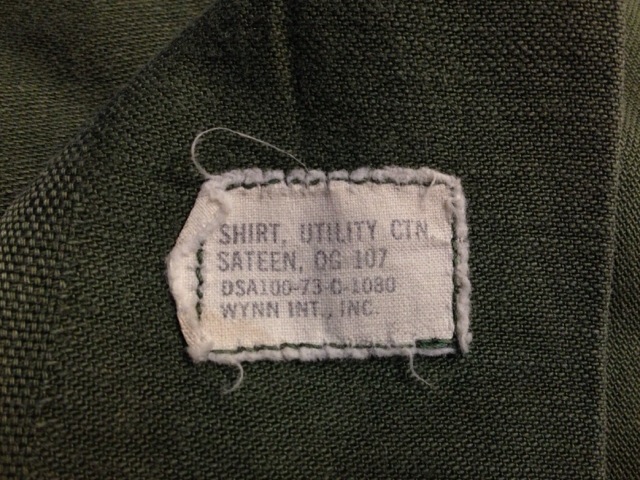 SHIRT, UTILITY CTN.
SATEEN, OG 107
DSA100-73-C-1080
WYNN INT., INC.